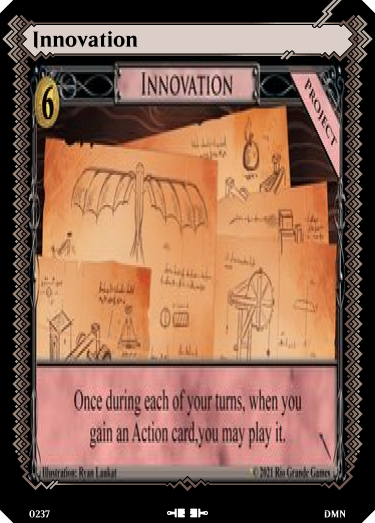 Innovation
INNOVATION
6
PROJECT
Once during each of your turns, when you
gain an Action card,you may play it.
Illustration: Ryan Laukat
© 2021 Rio Grande Games
0237
DMN